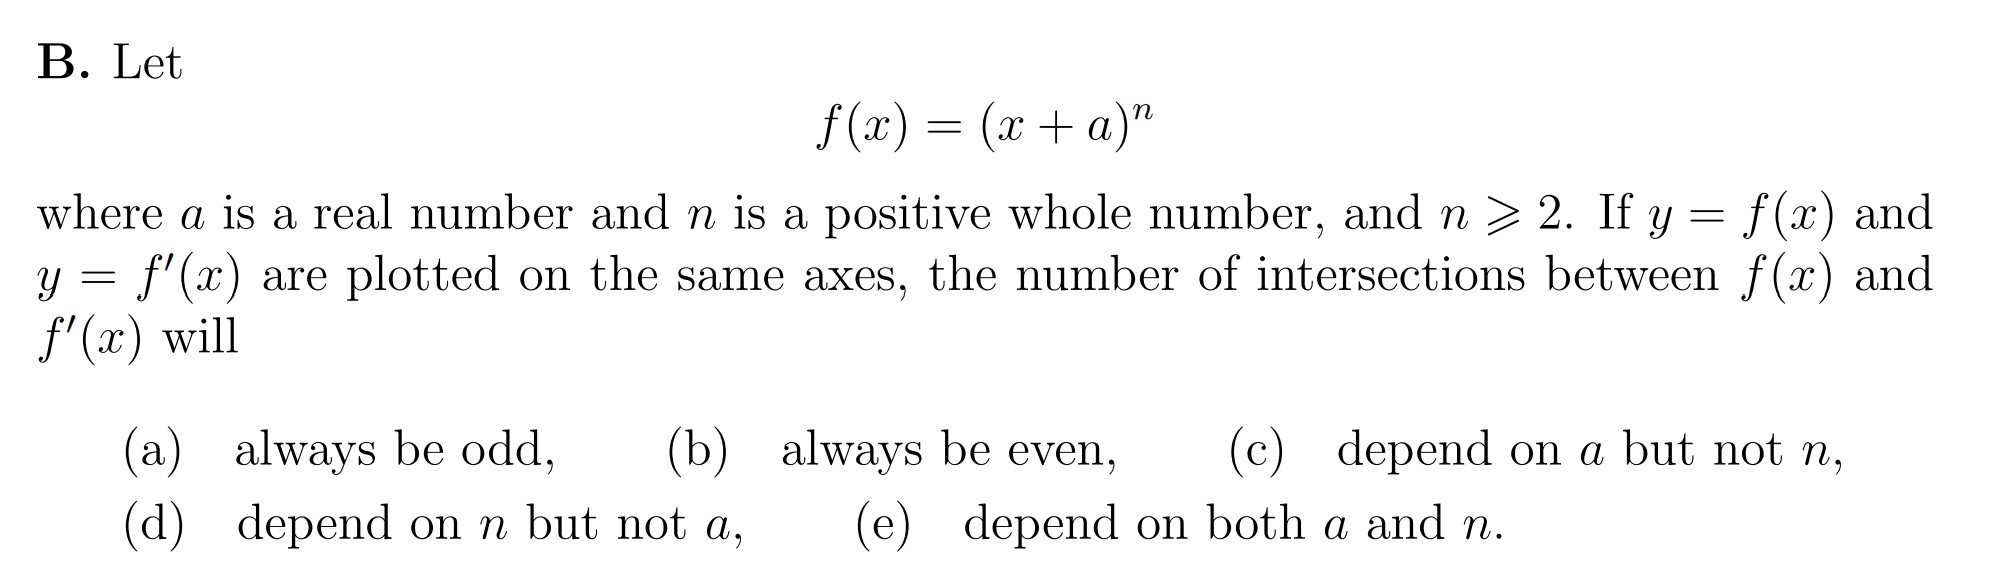 B. Let
f(x) = (x + a)ⁿ
where a is a real number and n is a positive whole number, and n ⩾ 2. If y = f(x) and
y = f′(x) are plotted on the same axes, the number of intersections between f(x) and
f′(x) will
(a) always be odd, (b) always be even, (c) depend on a but not n,
(d) depend on n but not a, (e) depend on both a and n.